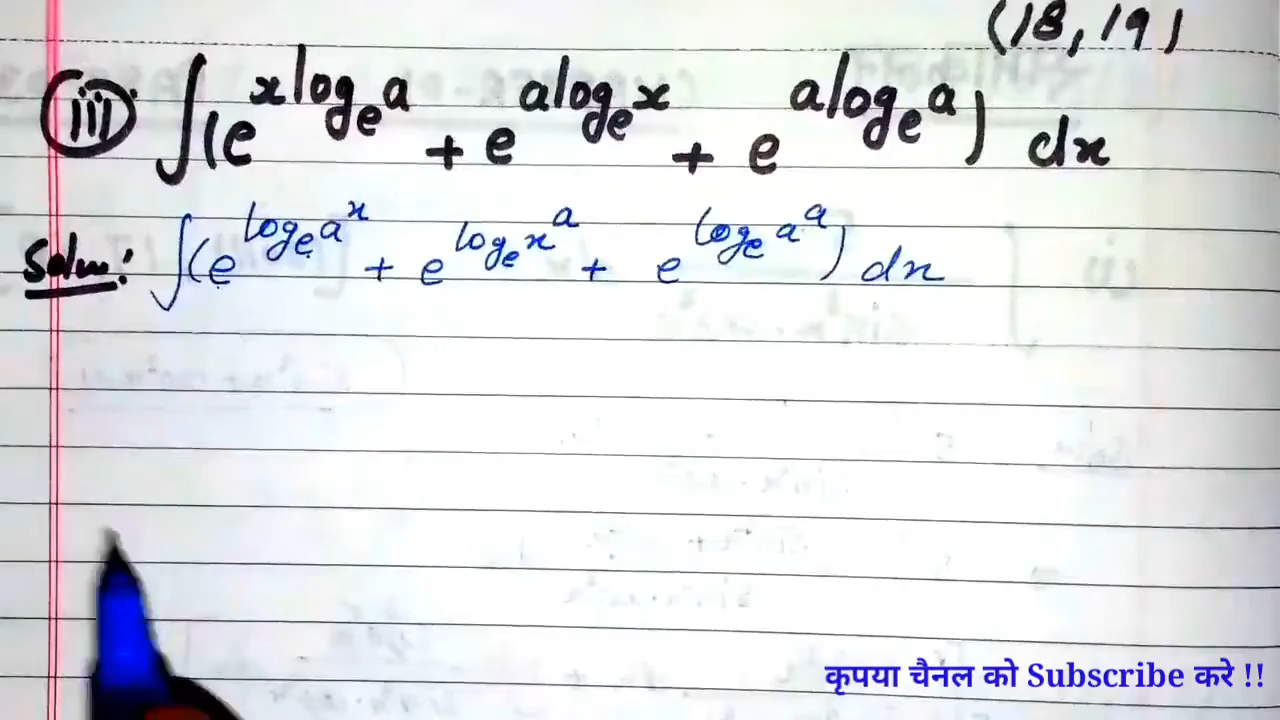 (18,19)
(iii) ∫(e^{x log_e a} + e^{a log_e x} + e^{a log_e a}) dx
Soln: ∫(e^{log_e a^x} + e^{log_e x^a} + e^{log_e a^a}) dx
कृपया चैनल को Subscribe करे !!